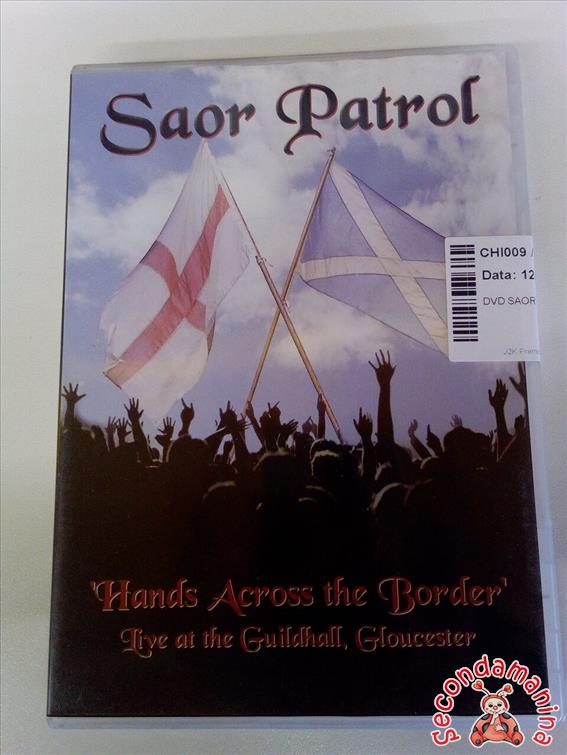 Saor Patrol
CHI009 /
Data: 12
DVD SAOR
'Hands Across the Border'
Live at the Guildhall, Gloucester
Secondamanina